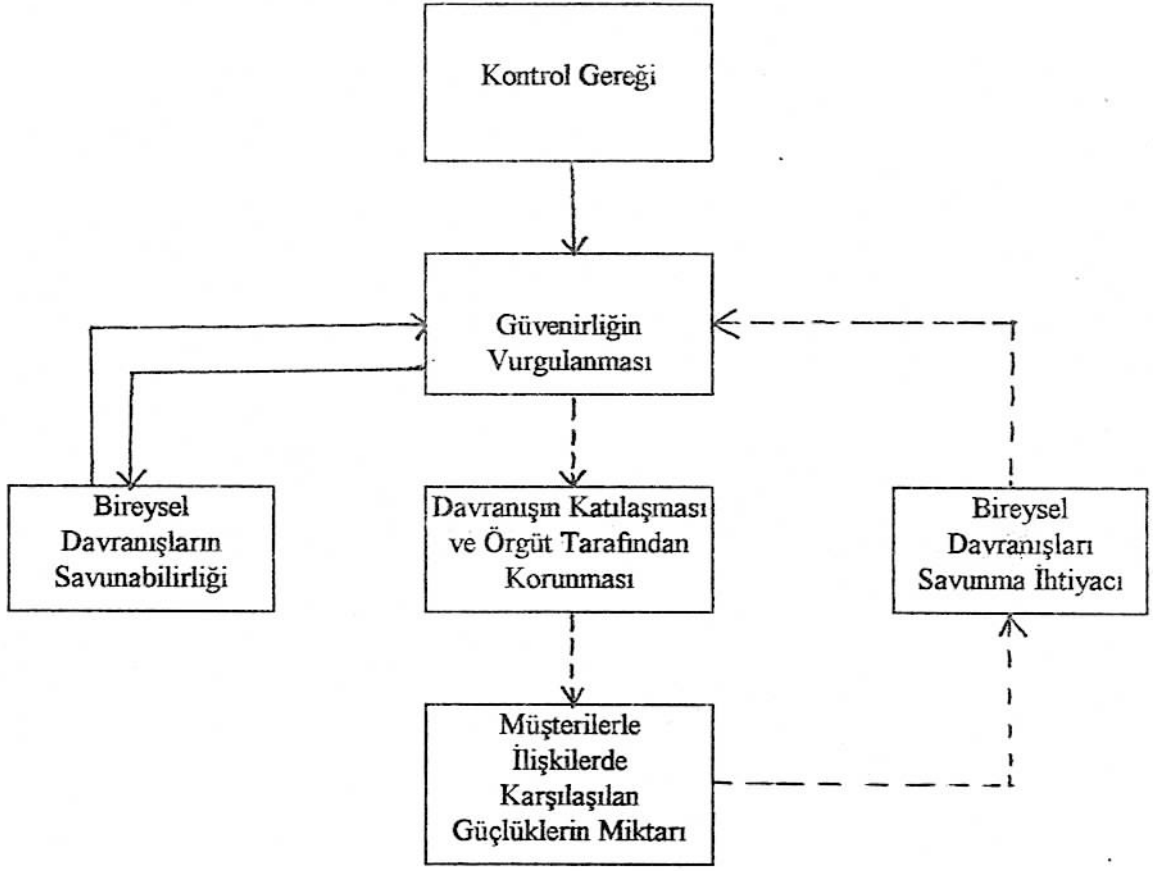 Kontrol Gereği
Güvenirliğin
Vurgulanması
Bireysel
Davranışların
Savunabilirliği
Davranışın Katılaşması
ve Örgüt Tarafından
Korunması
Bireysel
Davranışları
Savunma İhtiyacı
Müşterilerle
İlişkilerde
Karşılaşılan
Güçlüklerin Miktarı